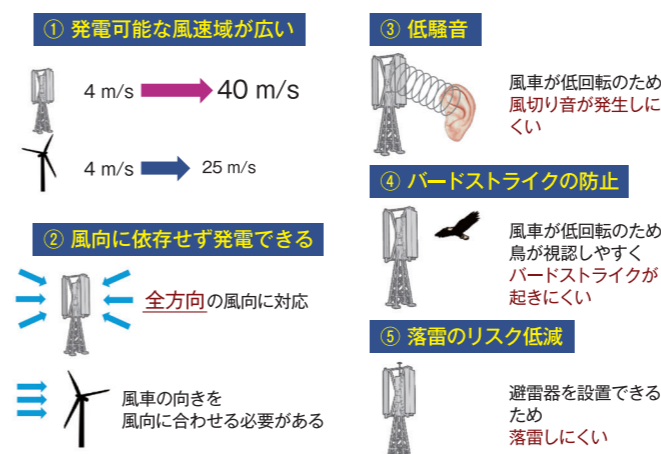 ① 発電可能な風速域が広い
4 m/s 40 m/s
4 m/s 25 m/s
② 風向に依存せず発電できる
全方向の風向に対応
風車の向きを
風向に合わせる必要がある
③ 低騒音
風車が低回転のため
風切り音が発生しに
くい
④ バードストライクの防止
風車が低回転のため
鳥が視認しやすく
バードストライクが
起きにくい
⑤ 落雷のリスク低減
避雷器を設置できる
ため
落雷しにくい